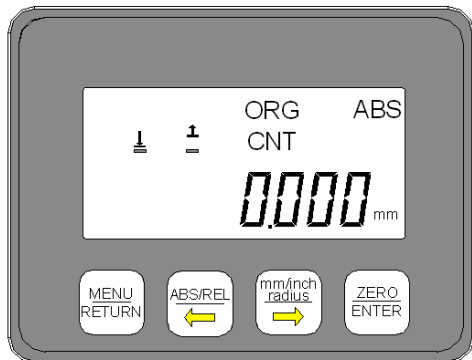 ORG ABS
CNT
0.000 mm
MENU
RETURN
ABS/REL
mm/inch
radius
ZERO
ENTER